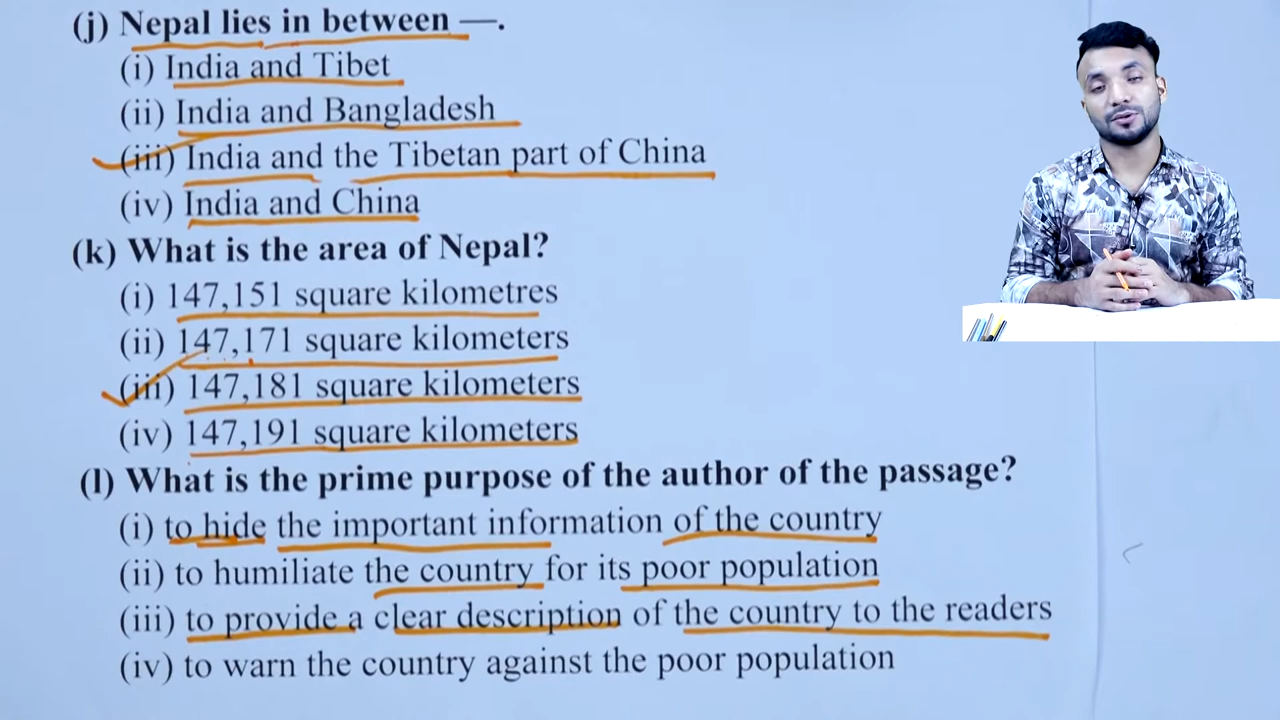 (j) Nepal lies in between —.
(i) India and Tibet
(ii) India and Bangladesh
(iii) India and the Tibetan part of China
(iv) India and China
(k) What is the area of Nepal?
(i) 147,151 square kilometres
(ii) 147,171 square kilometers
(iii) 147,181 square kilometers
(iv) 147,191 square kilometers
(l) What is the prime purpose of the author of the passage?
(i) to hide the important information of the country
(ii) to humiliate the country for its poor population
(iii) to provide a clear description of the country to the readers
(iv) to warn the country against the poor population